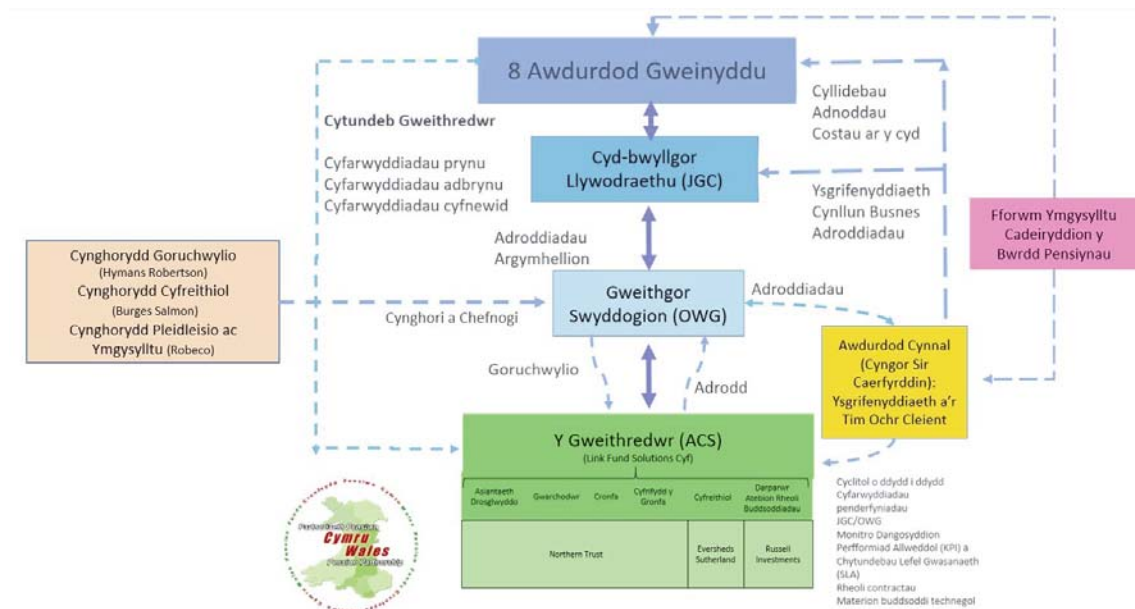 8 Awdurdod Gweinyddu
Cytundeb Gweithredwr
Cyfarwyddiadau prynu
Cyfarwyddiadau adbrynu
Cyfarwyddiadau cyfnewid
Cyllidebau
Adnoddau
Costau ar y cyd
Cyd-bwyllgor
Llywodraethu (JGC)
Ysgrifenyddiaeth
Cynllun Busnes
Adroddiadau
Fforwm Ymgysylltu
Cadeiryddion y
Bwrdd Pensiynau
Cynghorydd Goruchwylio
(Hymans Robertson)
Cynghorydd Cyfreithiol
(Burges Salmon)
Cynghorydd Pleidleisio ac
Ymgysylltu (Robeco)
Adroddiadau
Argymhellion
Cynghori a Chefnogi
Gweithgor
Swyddogion (OWG)
Adroddiadau
Awdurdod Cynnal
(Cyngor Sir
Caerfyrddin):
Ysgrifenyddiaeth a'r
Tim Ochr Cleient
Goruchwylio
Adrodd
Y Gweithredwr (ACS)
(Link Fund Solutions Cyf)
Asiantaeth
Drosglwyddo
Gwarchodwr
Cronfa
Cyfrifydd y
Gronfa
Cyfreithiol
Darparwr
Atebion Rheoli
Buddsoddiadau
Northern Trust
Eversheds
Sutherland
Russell
Investments
Cyclitol o ddydd i ddydd
Cyfarwyddiadau
penderfyniadau
JGC/OWG
Monitro Dangosyddion
Perfformiad Allweddol (KPI) a
Chytundebau Lefel Gwasanaeth
(SLA)
Rheoli contractau
Materion buddsoddi technegol
Cymru
Wales
Pension Partnership